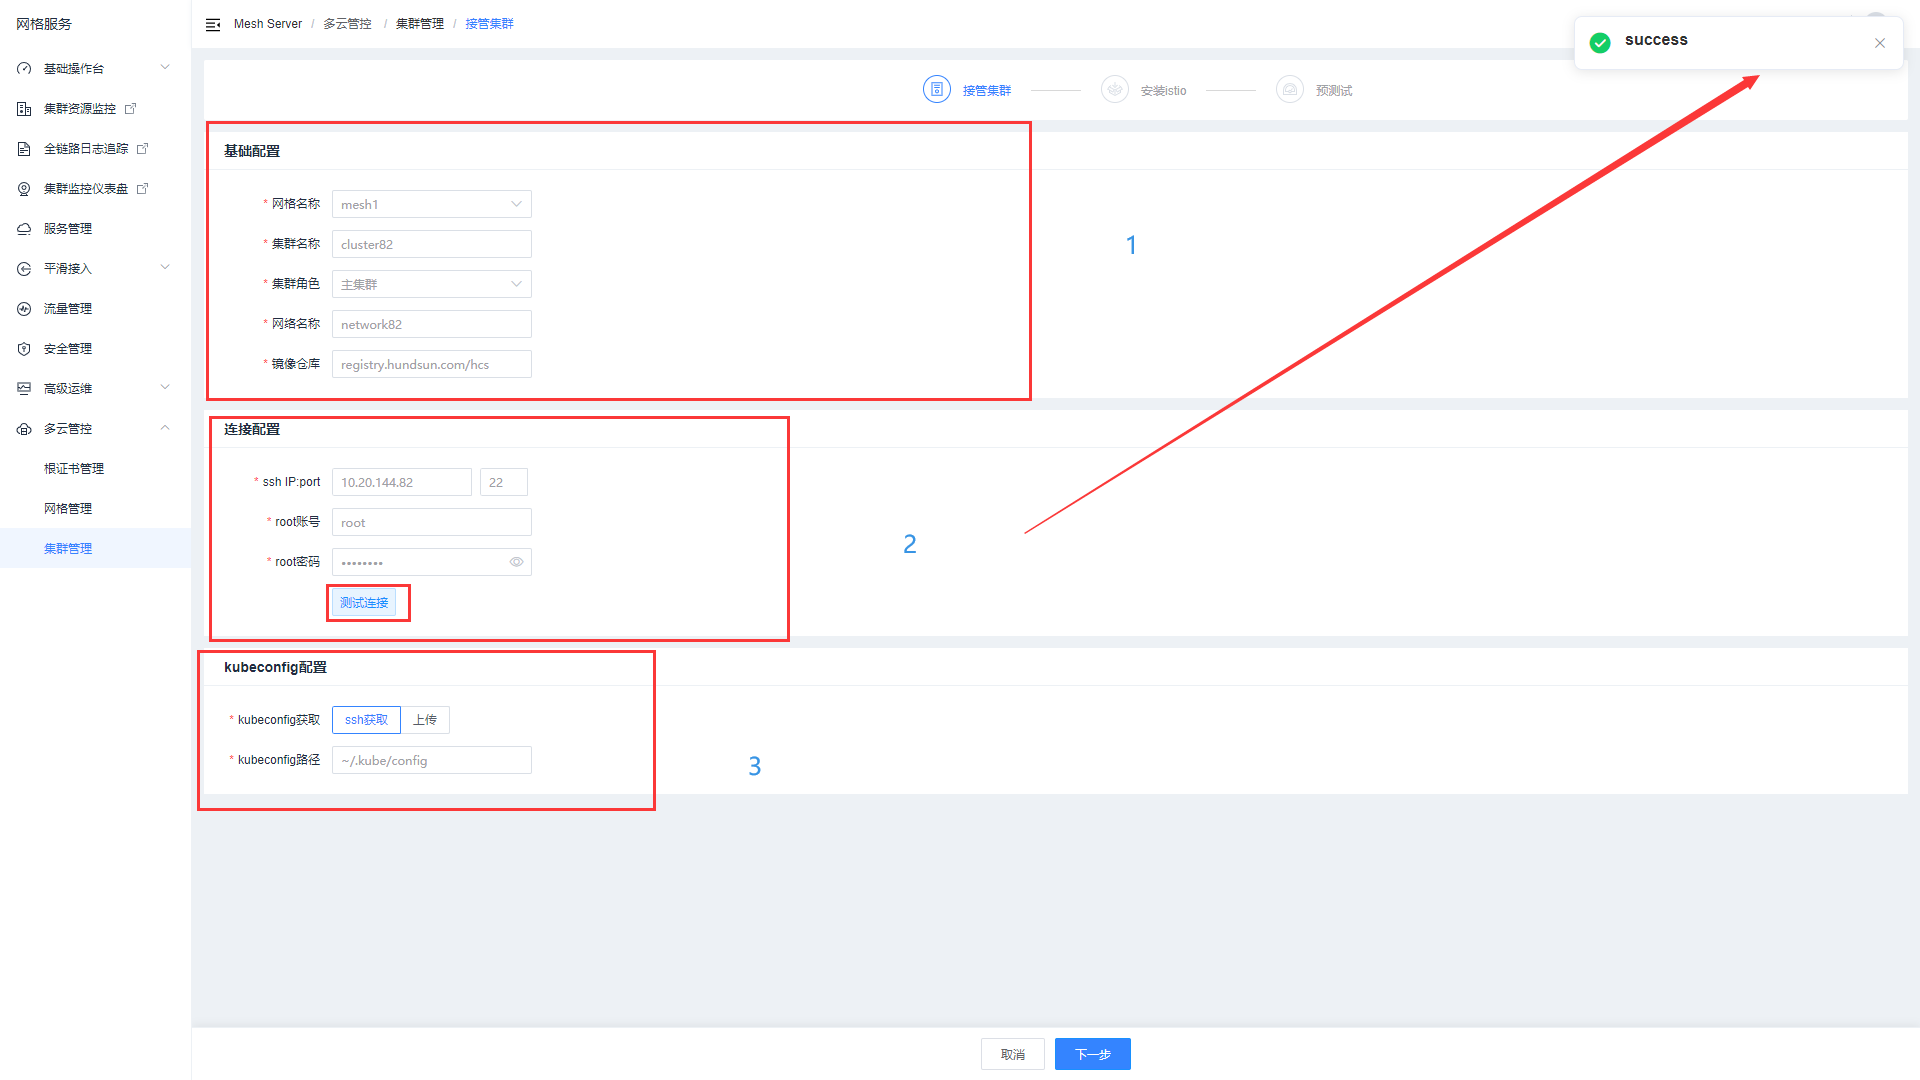 网格服务
Mesh Server / 多云管控 / 集群管理 / 接管集群
success
基础操作台
集群资源监控
全链路日志追踪
集群监控仪表盘
服务管理
平滑接入
流量管理
安全管理
高级运维
多云管控
根证书管理
网格管理
集群管理
接管集群
安装istio
预测试
基础配置
* 网格名称 mesh1
* 集群名称 cluster82
* 集群角色 主集群
* 网络名称 network82
* 镜像仓库 registry.hundsun.com/hcs
1
连接配置
* ssh IP:port 10.20.144.82 22
* root账号 root
* root密码 ••••••••
测试连接
2
kubeconfig配置
* kubeconfig获取 ssh获取 上传
* kubeconfig路径 ~/.kube/config
3
取消 下一步